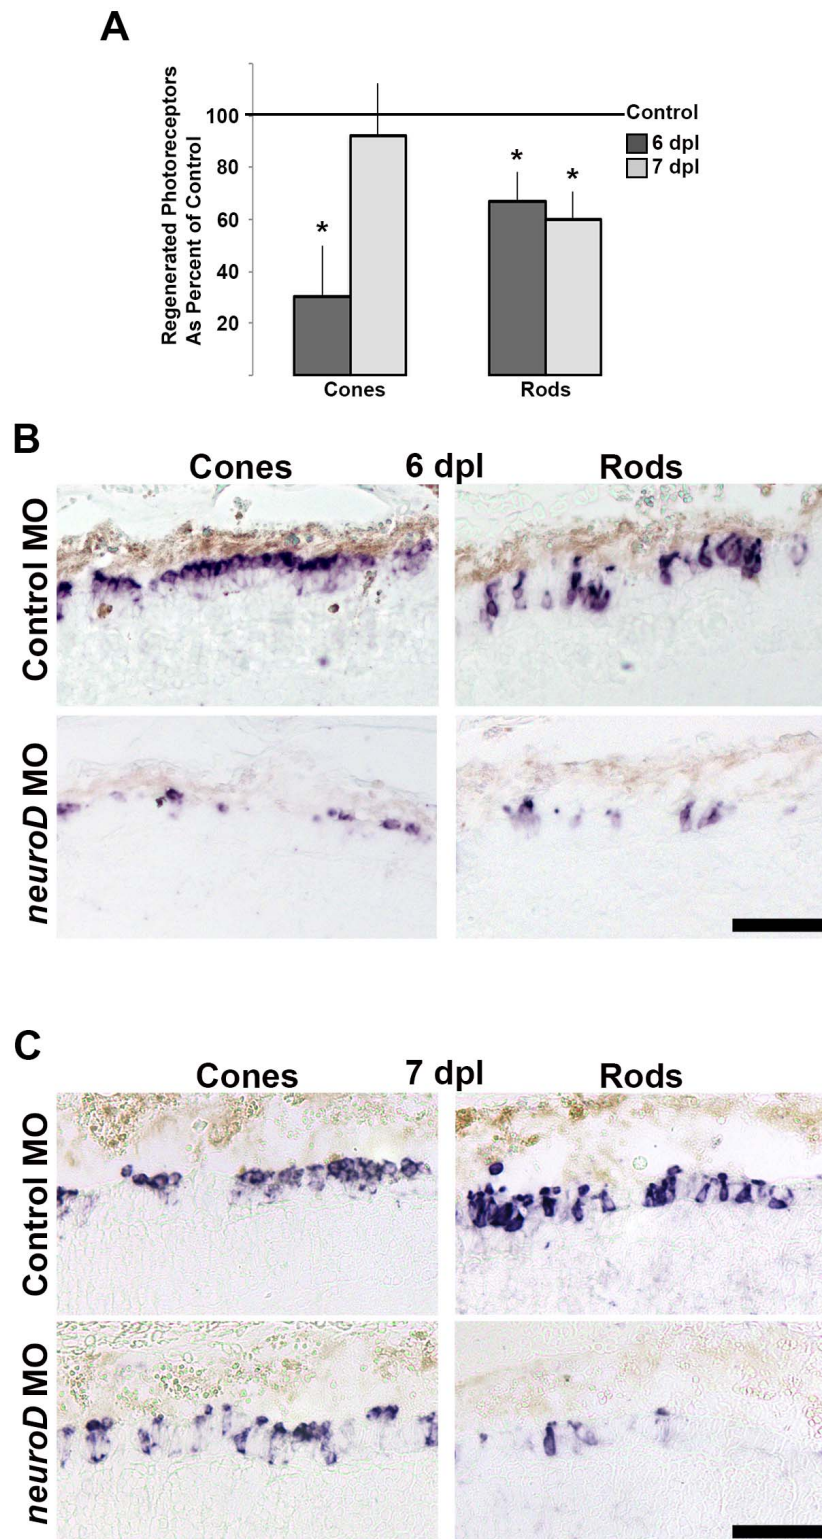 A
Regenerated Photoreceptors
As Percent of Control
100
80
60
40
20
*
*
*
Control
6 dpl
7 dpl
Cones
Rods
B
Cones
6 dpl
Rods
Control MO
neuroD MO
C
Cones
7 dpl
Rods
Control MO
neuroD MO